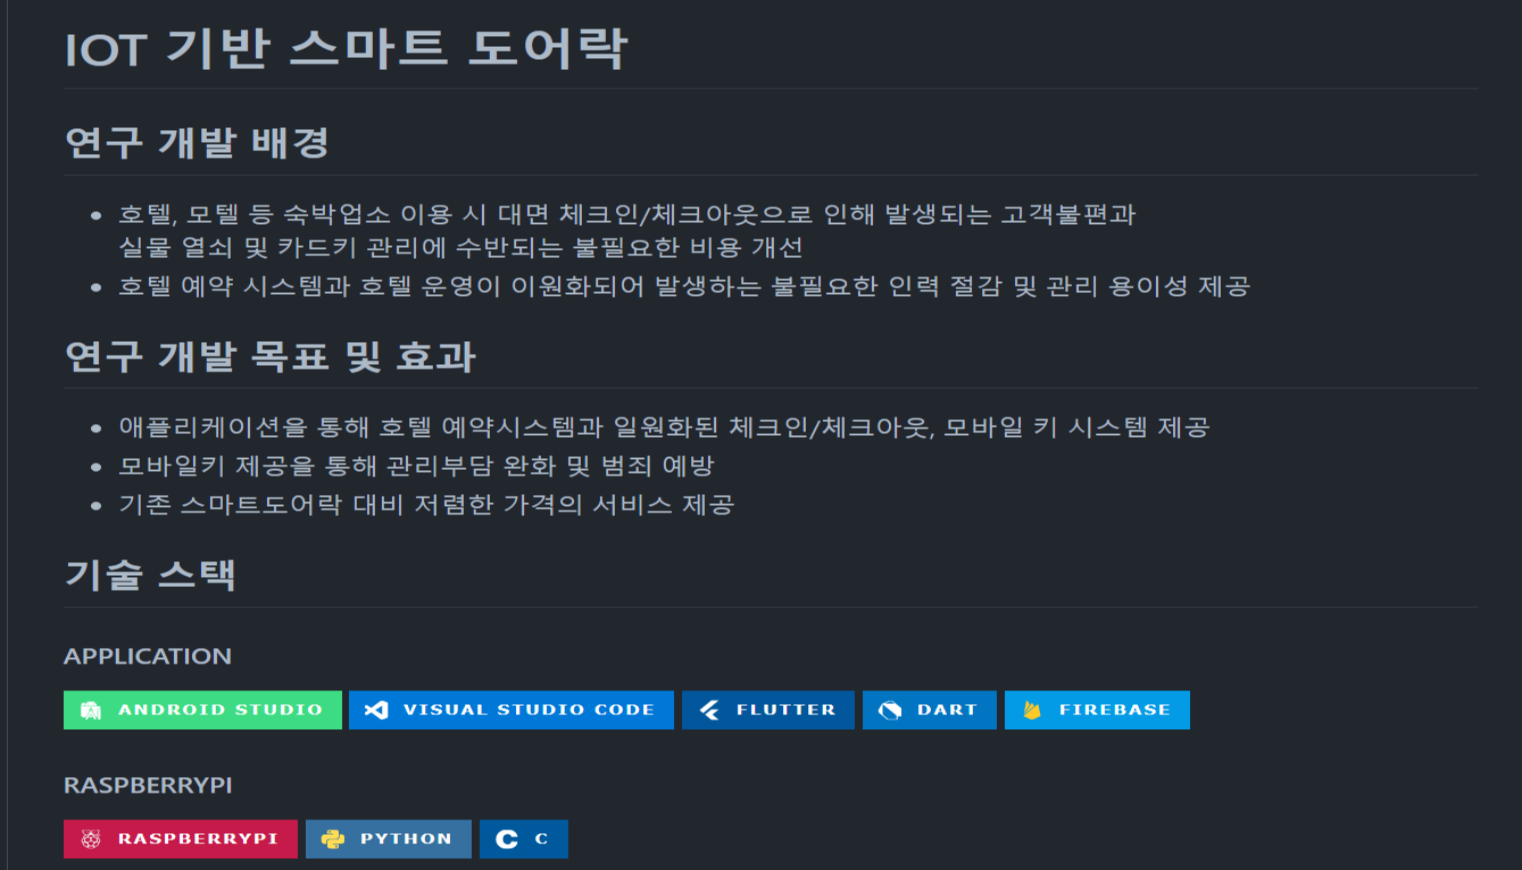 IOT 기반 스마트 도어락
연구 개발 배경
호텔, 모텔 등 숙박업소 이용 시 대면 체크인/체크아웃으로 인해 발생되는 고객불편과
실물 열쇠 및 카드키 관리에 수반되는 불필요한 비용 개선
호텔 예약 시스템과 호텔 운영이 이원화되어 발생하는 불필요한 인력 절감 및 관리 용이성 제공
연구 개발 목표 및 효과
애플리케이션을 통해 호텔 예약시스템과 일원화된 체크인/체크아웃, 모바일 키 시스템 제공
모바일키 제공을 통해 관리부담 완화 및 범죄 예방
기존 스마트도어락 대비 저렴한 가격의 서비스 제공
기술 스택
APPLICATION
ANDROID STUDIO VISUAL STUDIO CODE FLUTTER DART FIREBASE
RASPBERRYPI
RASPBERRYPI PYTHON C